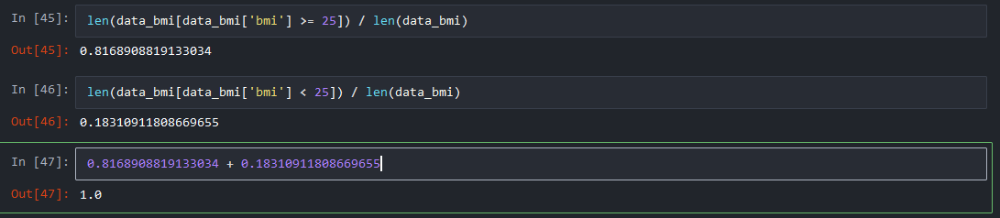 In [45]: len(data_bmi[data_bmi['bmi'] >= 25]) / len(data_bmi)
Out[45]: 0.8168908819133034
In [46]: len(data_bmi[data_bmi['bmi'] < 25]) / len(data_bmi)
Out[46]: 0.18310911808669655
In [47]: 0.8168908819133034 + 0.18310911808669655
Out[47]: 1.0